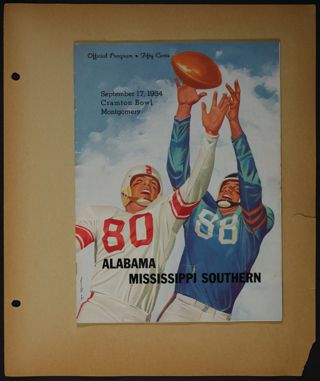 Official Program • Fifty Cents
September 17, 1954
Cramton Bowl
Montgomery
80
88
ALABAMA
MISSISSIPPI SOUTHERN